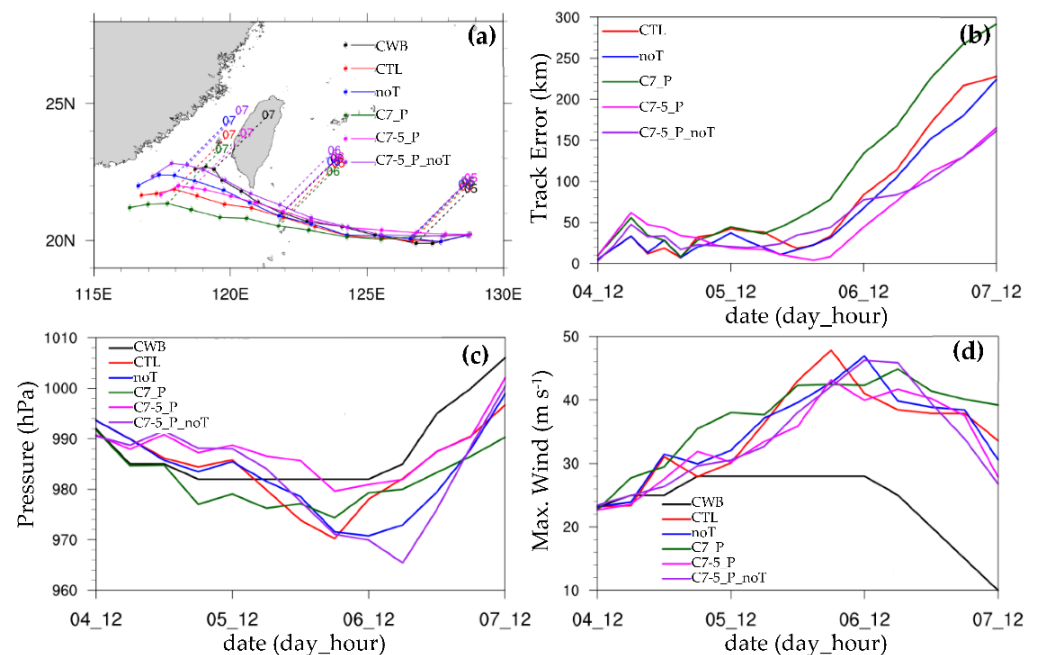 (a)
CWB
CTL
noT
C7_P
C7-5_P
C7-5_P_noT
25N
20N
115E
120E
125E
130E
07
07
07
07
07
07
06
06
06
05
05
(b)
CTL
noT
C7_P
C7-5_P
C7-5_P_noT
Track Error (km)
300
250
200
150
100
50
0
04_12
05_12
06_12
07_12
date (day_hour)
(c)
CWB
CTL
noT
C7_P
C7-5_P
C7-5_P_noT
Pressure (hPa)
1010
1000
990
980
970
960
04_12
05_12
06_12
07_12
date (day_hour)
(d)
CWB
CTL
noT
C7_P
C7-5_P
C7-5_P_noT
Max. Wind (m s-1)
50
40
30
20
10
04_12
05_12
06_12
07_12
date (day_hour)